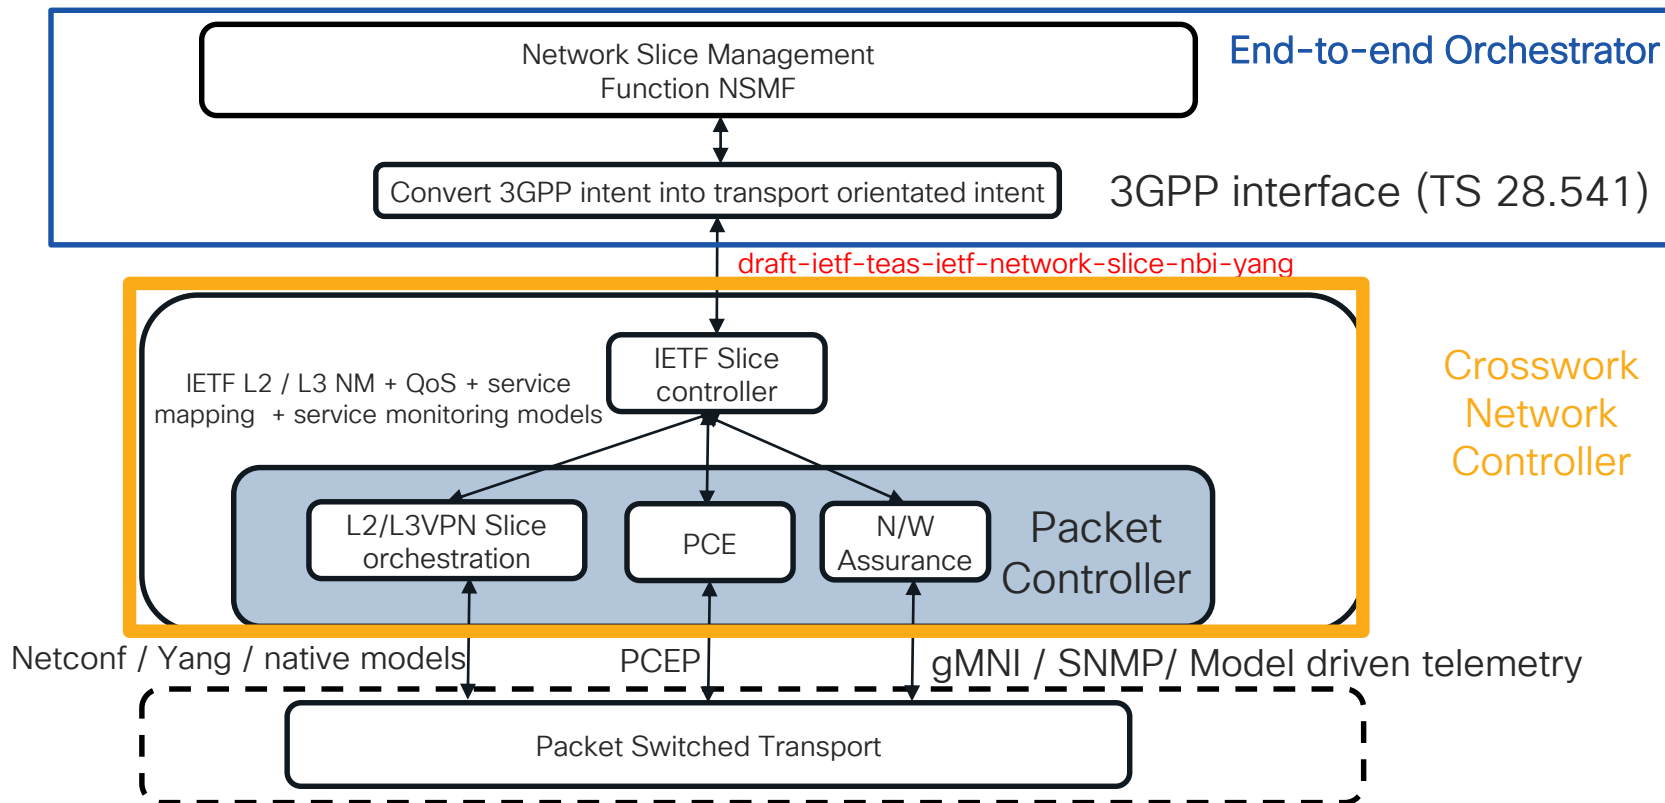 Network Slice Management
Function NSMF
End-to-end Orchestrator
Convert 3GPP intent into transport orientated intent
3GPP interface (TS 28.541)
draft-ietf-teas-ietf-network-slice-nbi-yang
IETF Slice
controller
IETF L2 / L3 NM + QoS + service
mapping + service monitoring models
Crosswork
Network
Controller
L2/L3VPN Slice
orchestration
PCE
N/W
Assurance
Packet
Controller
Netconf / Yang / native models
PCEP
gMNI / SNMP/ Model driven telemetry
Packet Switched Transport